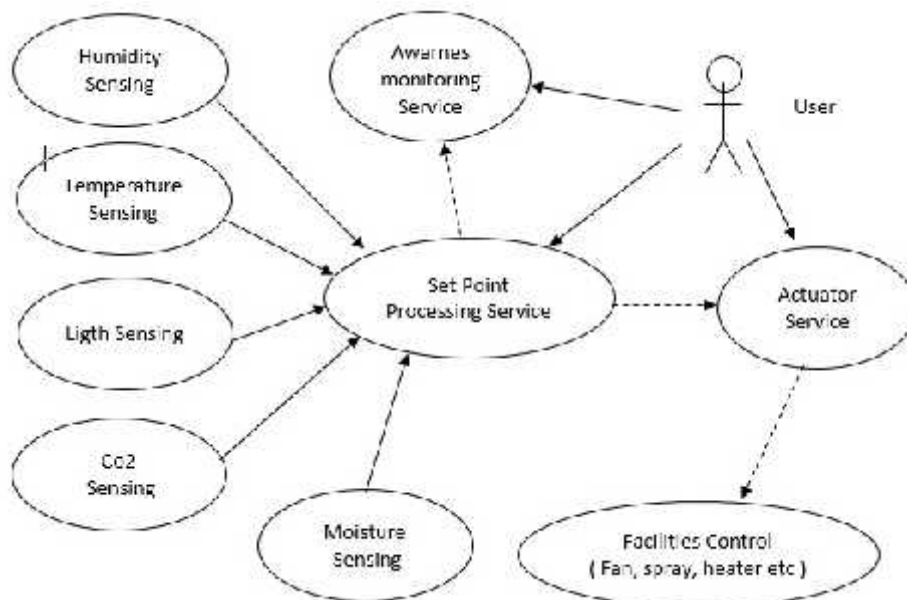 Humidity
Sensing
Awarnes
monitoring
Service
User
Temperature
Sensing
Set Point
Processing Service
Actuator
Service
Ligth Sensing
Co2
Sensing
Moisture
Sensing
Facilities Control
( Fan, spray, heater etc )